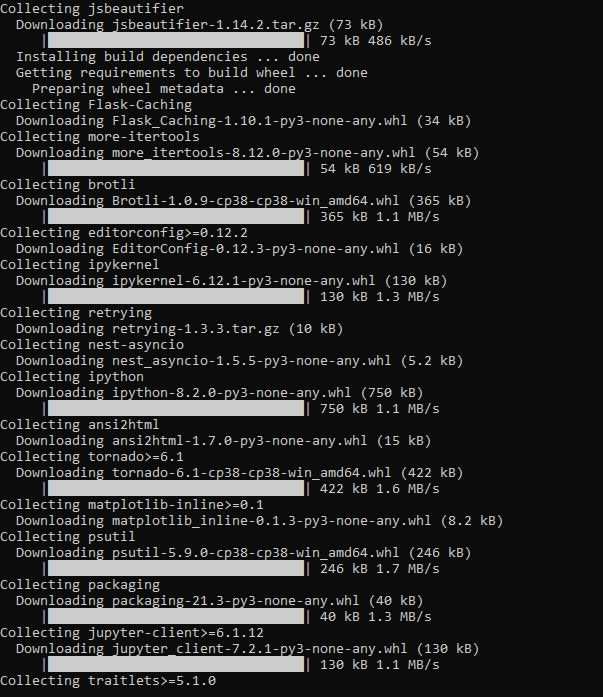 Collecting jsbeautifier
  Downloading jsbeautifier-1.14.2.tar.gz (73 kB)
     |████████████████████████████████| 73 kB 486 kB/s
  Installing build dependencies ... done
  Getting requirements to build wheel ... done
    Preparing wheel metadata ... done
Collecting Flask-Caching
  Downloading Flask_Caching-1.10.1-py3-none-any.whl (34 kB)
Collecting more-itertools
  Downloading more_itertools-8.12.0-py3-none-any.whl (54 kB)
     |████████████████████████████████| 54 kB 619 kB/s
Collecting brotli
  Downloading Brotli-1.0.9-cp38-cp38-win_amd64.whl (365 kB)
     |████████████████████████████████| 365 kB 1.1 MB/s
Collecting editorconfig>=0.12.2
  Downloading EditorConfig-0.12.3-py3-none-any.whl (16 kB)
Collecting ipykernel
  Downloading ipykernel-6.12.1-py3-none-any.whl (130 kB)
     |████████████████████████████████| 130 kB 1.3 MB/s
Collecting retrying
  Downloading retrying-1.3.3.tar.gz (10 kB)
Collecting nest-asyncio
  Downloading nest_asyncio-1.5.5-py3-none-any.whl (5.2 kB)
Collecting ipython
  Downloading ipython-8.2.0-py3-none-any.whl (750 kB)
     |████████████████████████████████| 750 kB 1.1 MB/s
Collecting ansi2html
  Downloading ansi2html-1.7.0-py3-none-any.whl (15 kB)
Collecting tornado>=6.1
  Downloading tornado-6.1-cp38-cp38-win_amd64.whl (422 kB)
     |████████████████████████████████| 422 kB 1.6 MB/s
Collecting matplotlib-inline>=0.1
  Downloading matplotlib_inline-0.1.3-py3-none-any.whl (8.2 kB)
Collecting psutil
  Downloading psutil-5.9.0-cp38-cp38-win_amd64.whl (246 kB)
     |████████████████████████████████| 246 kB 1.7 MB/s
Collecting packaging
  Downloading packaging-21.3-py3-none-any.whl (40 kB)
     |████████████████████████████████| 40 kB 1.3 MB/s
Collecting jupyter-client>=6.1.12
  Downloading jupyter_client-7.2.1-py3-none-any.whl (130 kB)
     |████████████████████████████████| 130 kB 1.1 MB/s
Collecting traitlets>=5.1.0